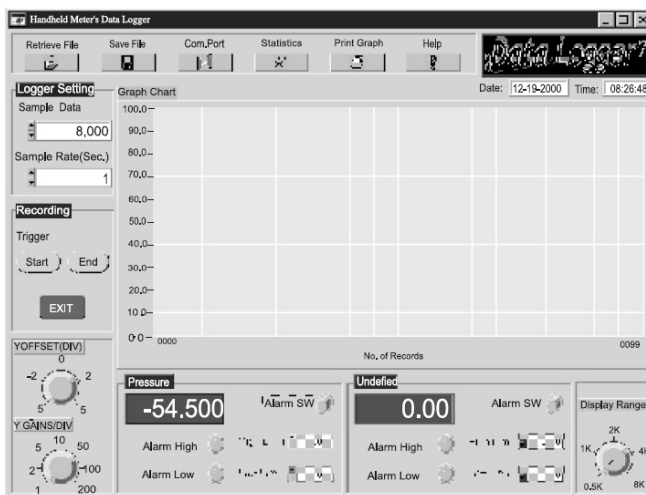 Handheld Meter's Data Logger
Retrieve File Save File Com.Port Statistics Print Graph Help
Data Logger
Date: 12-19-2000 Time: 08:26:48
Logger Setting
Sample Data
8,000
Sample Rate(Sec.)
1
Recording
Trigger
Start End
EXIT
YOFFSET(DIV)
0
-2 2
5 5
Y GAINS/DIV
5 10 50
2 100
1 200
Graph Chart
100.0
90.0
80.0
70.0
60.0
50.0
40.0
30.0
20.0
10.0
0.0
0000 0099
No. of Records
Pressure
-54.500
Alarm SW
Alarm High
Alarm Low
Undefied
0.00
Alarm SW
Alarm High
Alarm Low
Display Range
2K
1K 4K
0.5K 8K